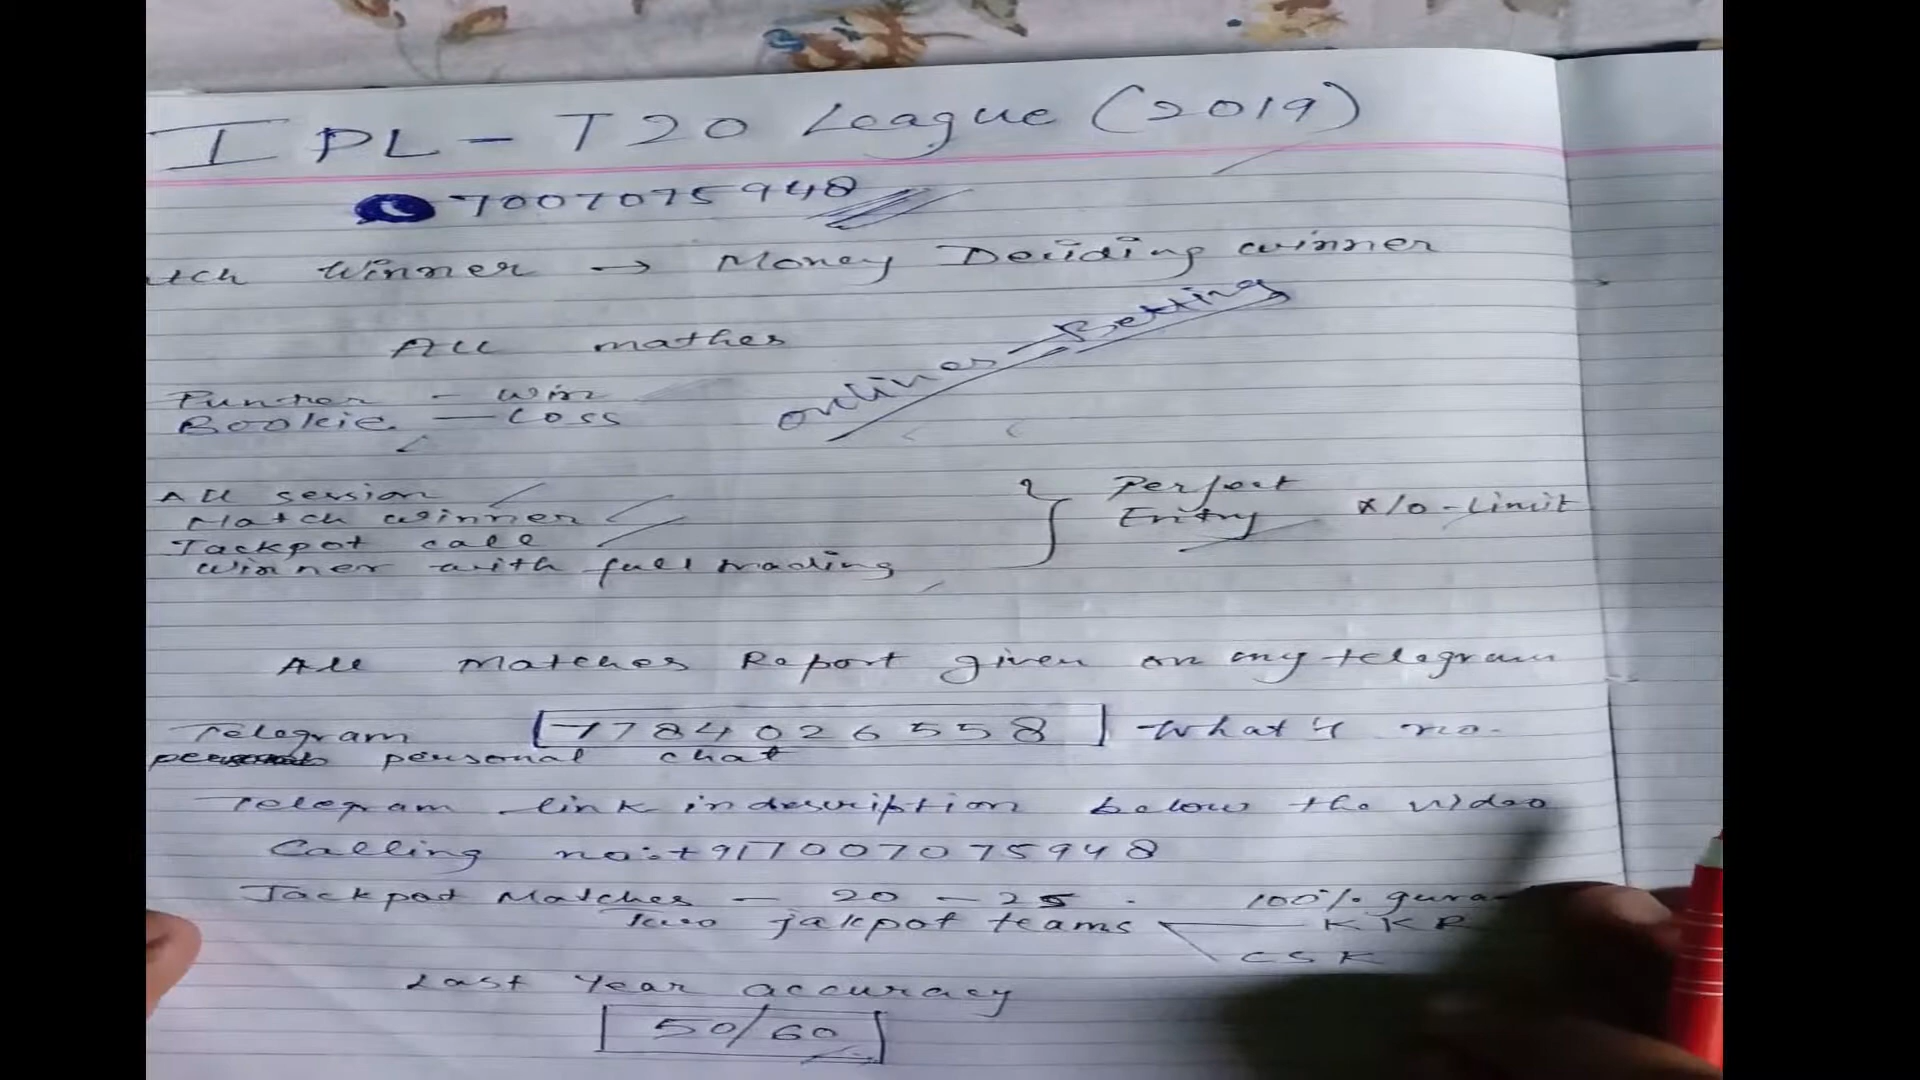 IPL - T20 League (2019)
7007075948
tch winner → Money Deciding winner
onlines Betting
All mathes
Punter - win
Bookie - Loss
All session
Match winner
Jackpot call
winner with full trading
} Perfect Entry x/o - Limit
All matches Report given on my telegram
Telegram [7784026558] What's no.
personal chat
Telegram link in description below the video
Calling no:+917007075948
Jackpot Matches - 20 - 25 . 100% gura
jakpot teams KKR
CSK
Last Year accuracy
50/60